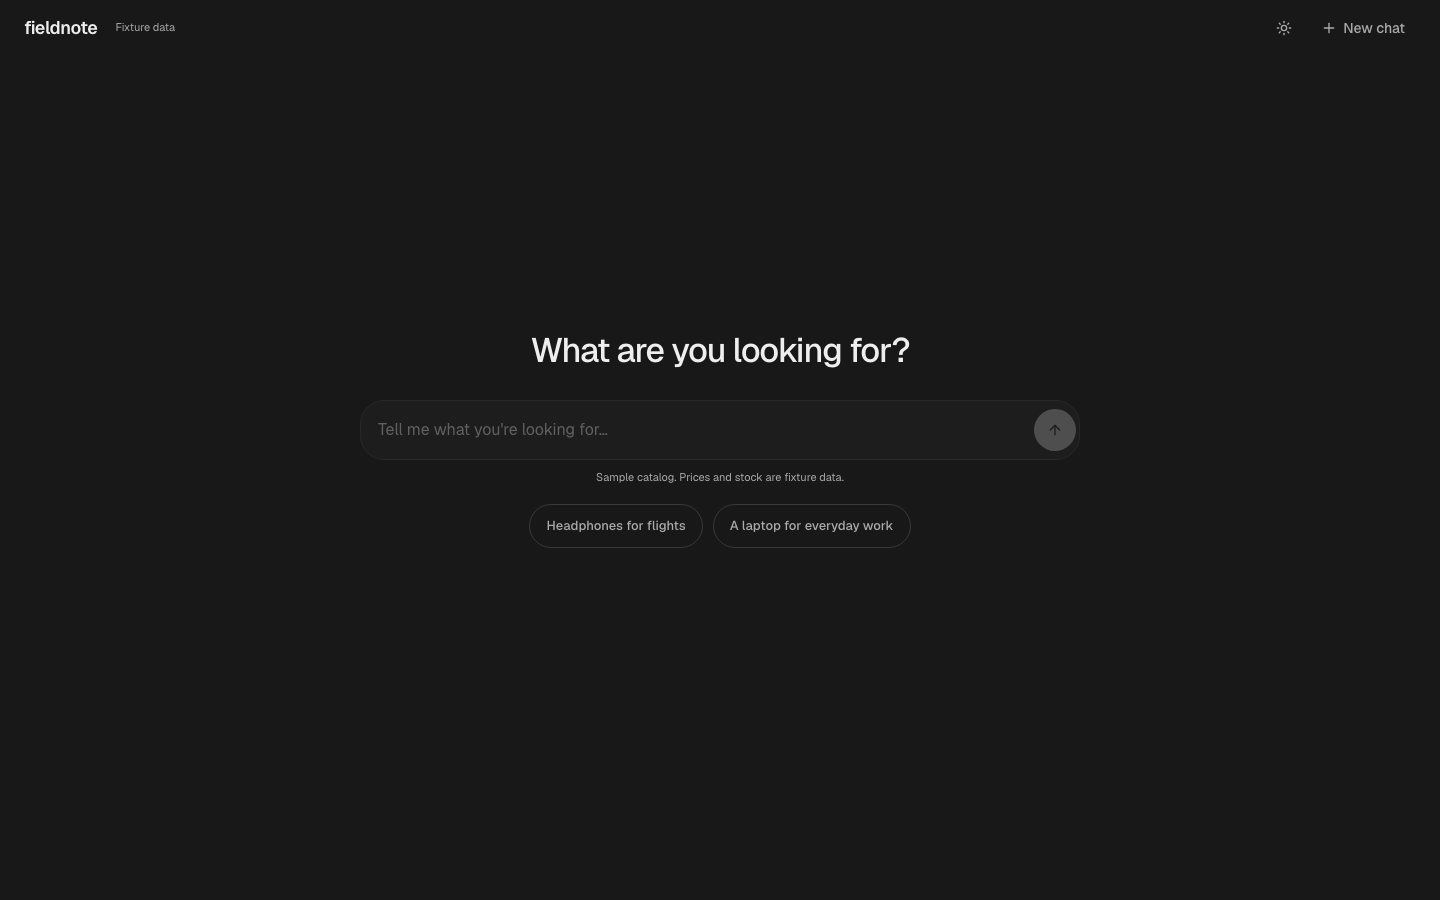 fieldnote
Fixture data
New chat
What are you looking for?
Tell me what you're looking for...
Sample catalog. Prices and stock are fixture data.
Headphones for flights
A laptop for everyday work